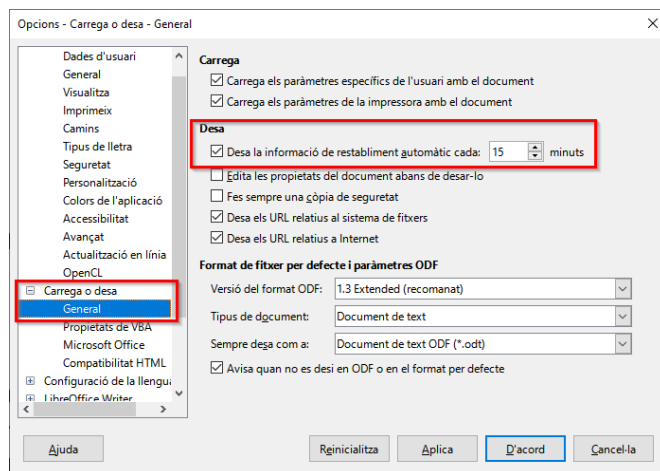 Opcions - Carrega o desa - General
Dades d'usuari
General
Visualitza
Imprimeix
Camins
Tipus de lletra
Seguretat
Personalització
Colors de l'aplicació
Accessibilitat
Avançat
Actualització en línia
OpenCL
Carrega o desa
General
Propietats de VBA
Microsoft Office
Compatibilitat HTML
Configuració de la llengua
LibreOffice Writer
Carrega
Carrega els paràmetres específics de l'usuari amb el document
Carrega els paràmetres de la impressora amb el document
Desa
Desa la informació de restabliment automàtic cada: 15 minuts
Edita les propietats del document abans de desar-lo
Fes sempre una còpia de seguretat
Desa els URL relatius al sistema de fitxers
Desa els URL relatius a Internet
Format de fitxer per defecte i paràmetres ODF
Versió del format ODF: 1.3 Extended (recomanat)
Tipus de document: Document de text
Sempre desa com a: Document de text ODF (*.odt)
Avisa quan no es desi en ODF o en el format per defecte
Ajuda
Reinicialitza
Aplica
D'acord
Cancel·la